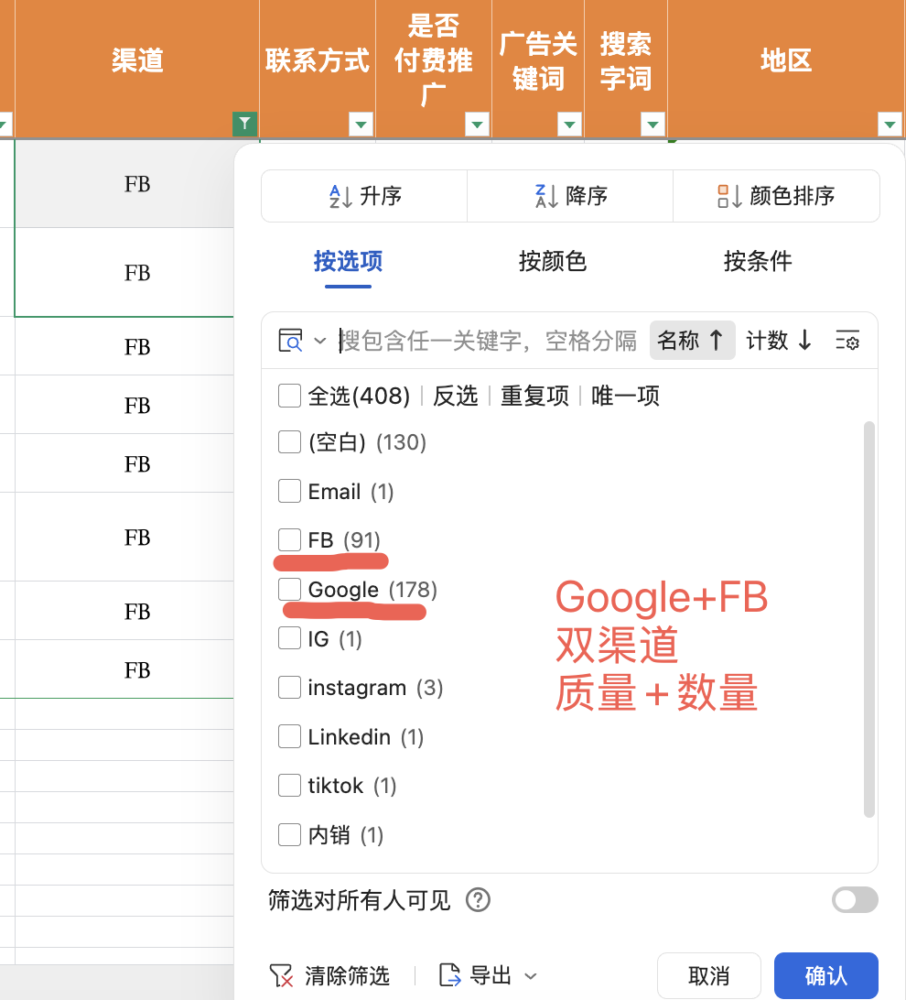 渠道
联系方式
是否
付费推
广
广告关
键词
搜索
字词
地区
FB
FB
FB
FB
FB
FB
FB
FB
升序
降序
颜色排序
按选项
按颜色
按条件
搜包含任一关键字，空格分隔
名称 ↑
计数 ↓
全选(408) | 反选 | 重复项 | 唯一项
(空白) (130)
Email (1)
FB (91)
Google (178)
IG (1)
instagram (3)
Linkedin (1)
tiktok (1)
内销 (1)
Google+FB
双渠道
质量+数量
筛选对所有人可见
清除筛选
导出
取消
确认